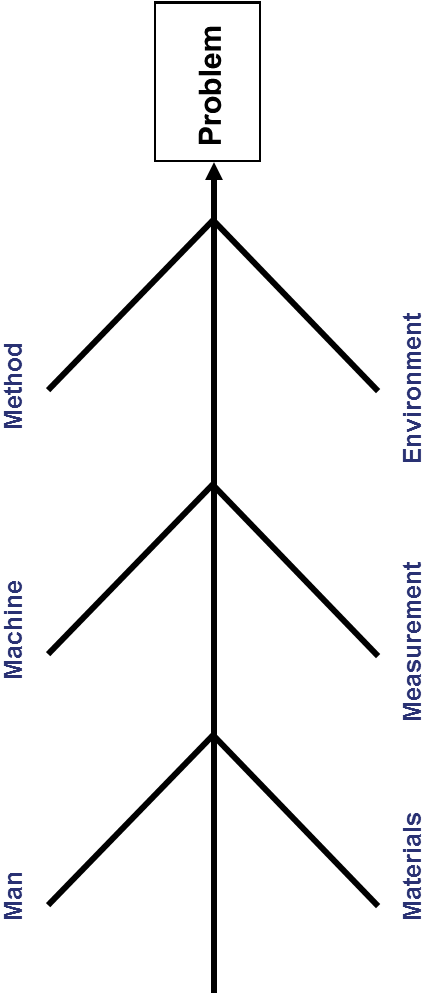 Man
Machine
Method
Problem
Materials
Measurement
Environment